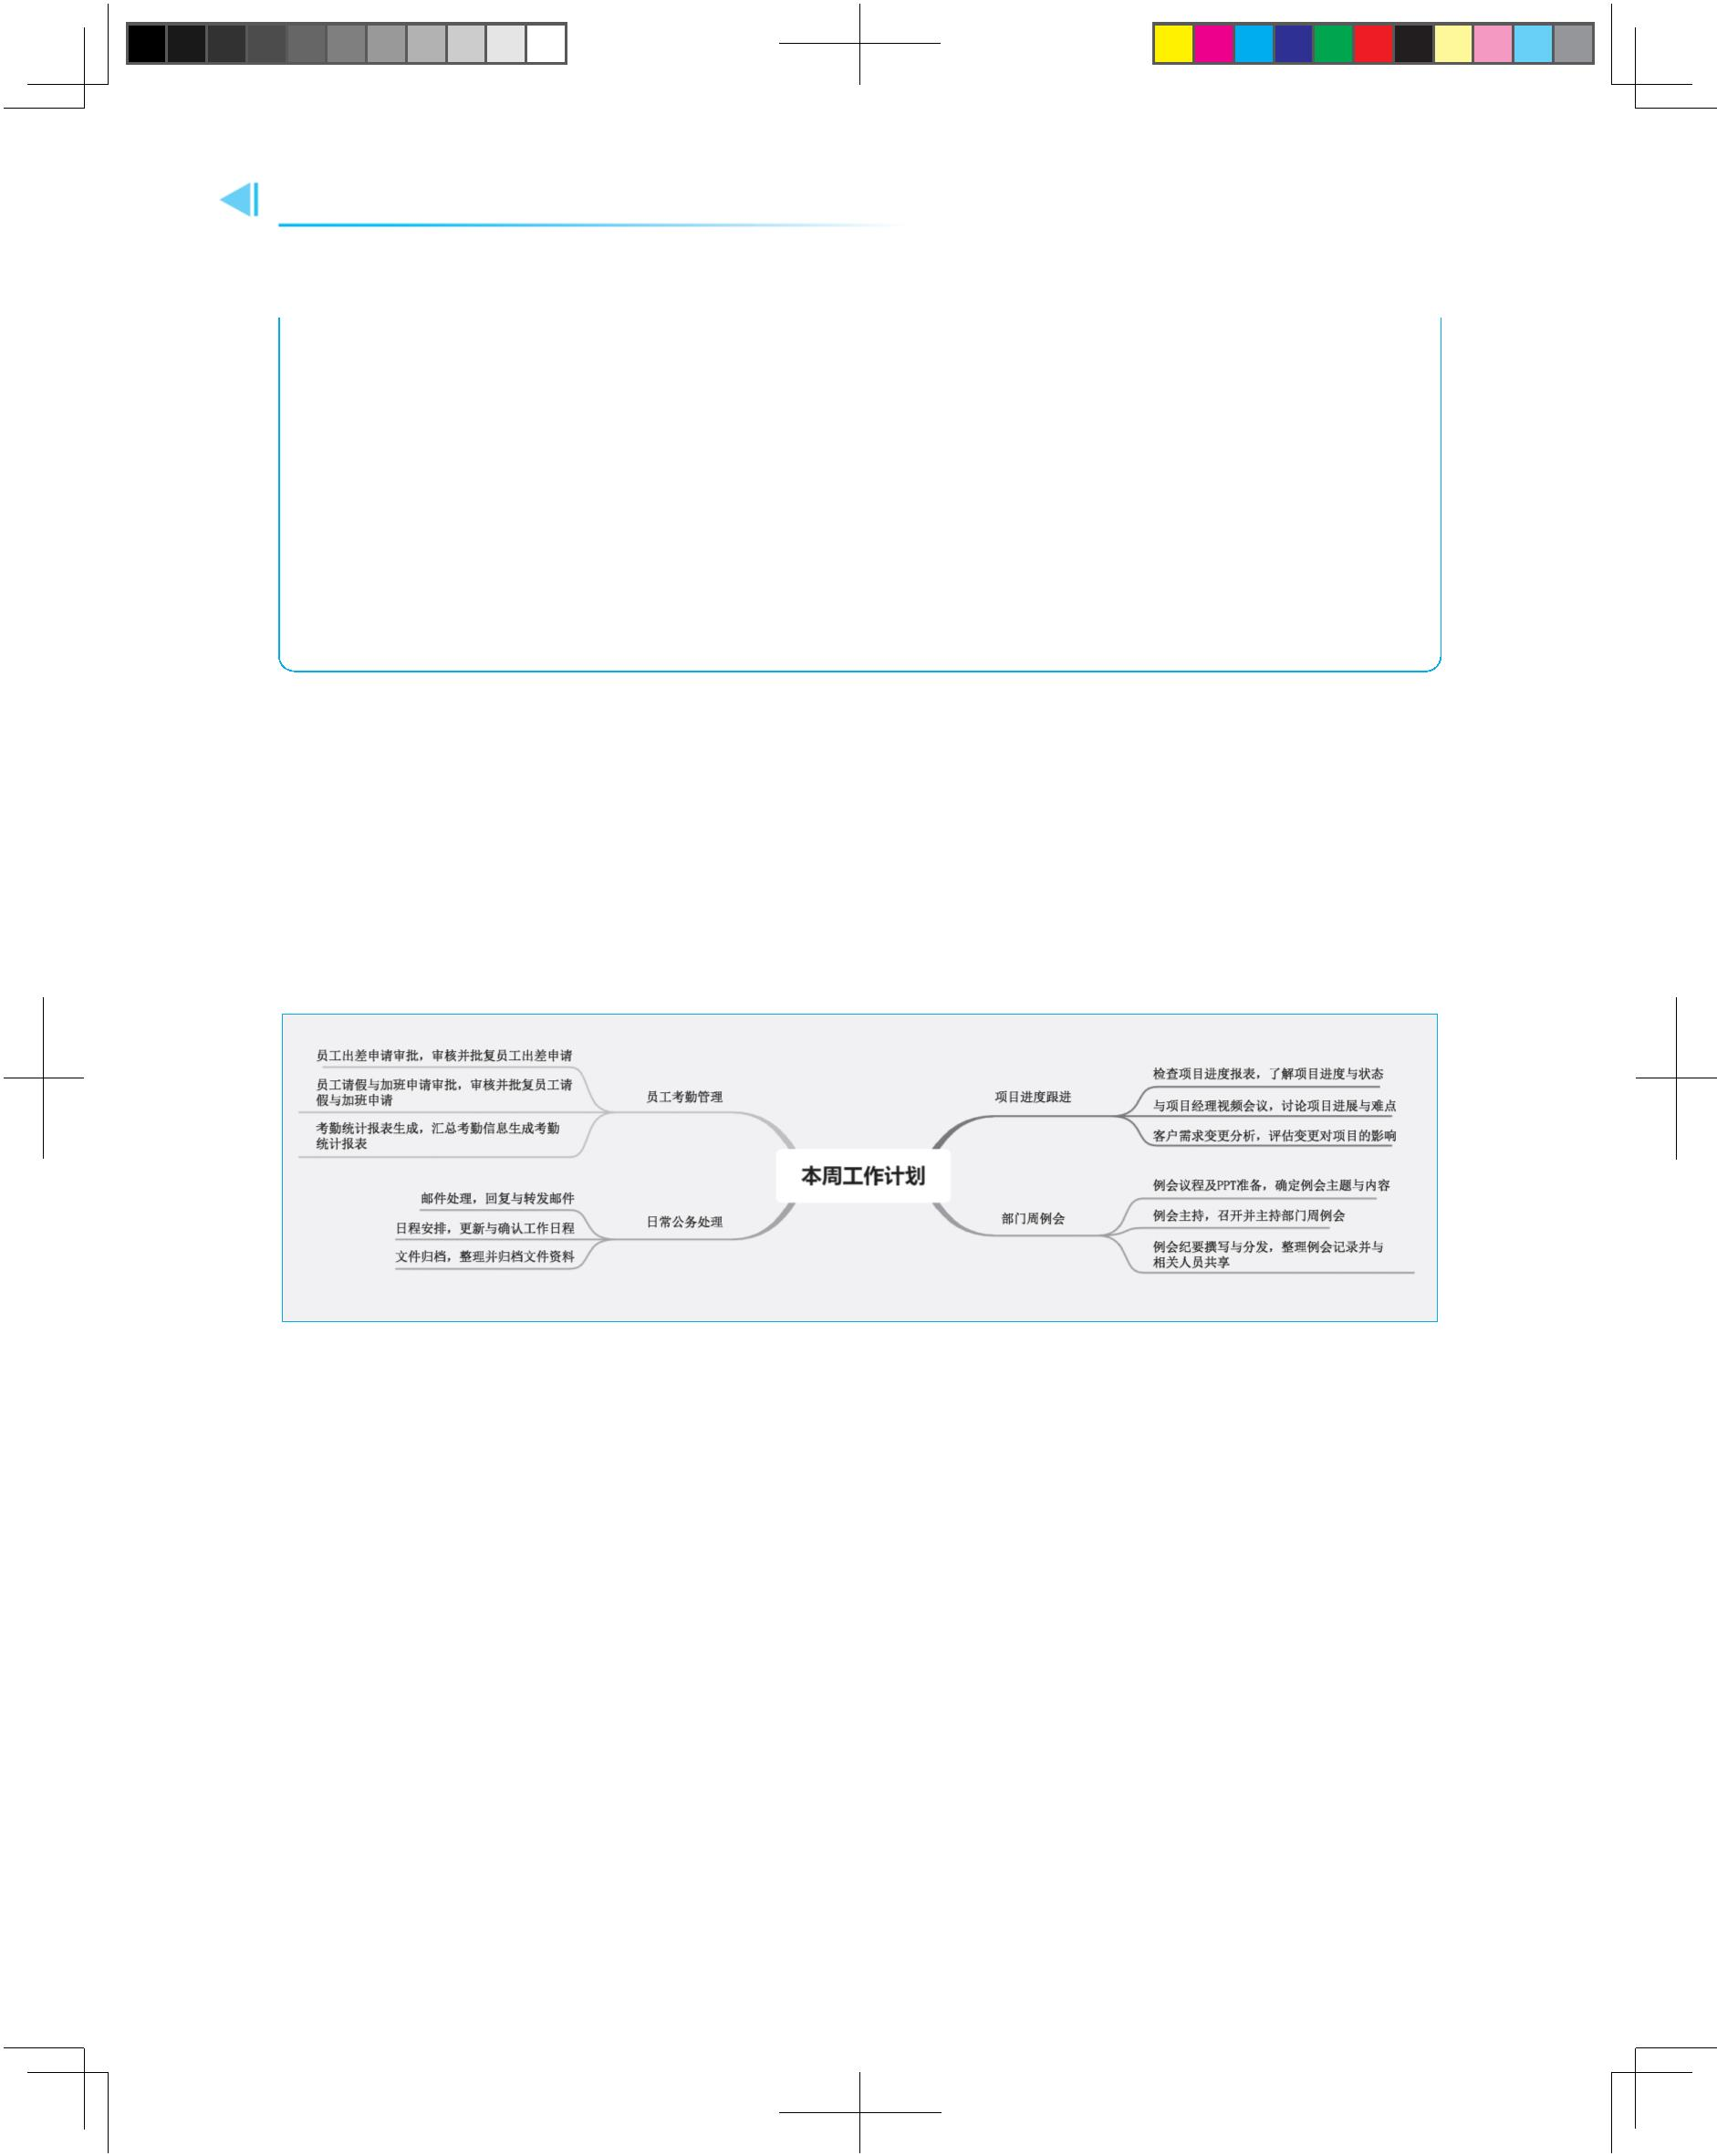 员工出差申请审批，审核并批复员工出差申请
员工请假与加班申请审批，审核并批复员工请
假与加班申请
考勤统计报表生成，汇总考勤信息生成考勤
统计报表
员工考勤管理
邮件处理，回复与转发邮件
日程安排，更新与确认工作日程
文件归档，整理并归档文件资料
日常公务处理
本周工作计划
项目进度跟进
检查项目进度报表，了解项目进度与状态
与项目经理视频会议，讨论项目进展与难点
客户需求变更分析，评估变更对项目的影响
部门周例会
例会议程及PPT准备，确定例会主题与内容
例会主持，召开并主持部门周例会
例会纪要撰写与分发，整理例会记录并与
相关人员共享